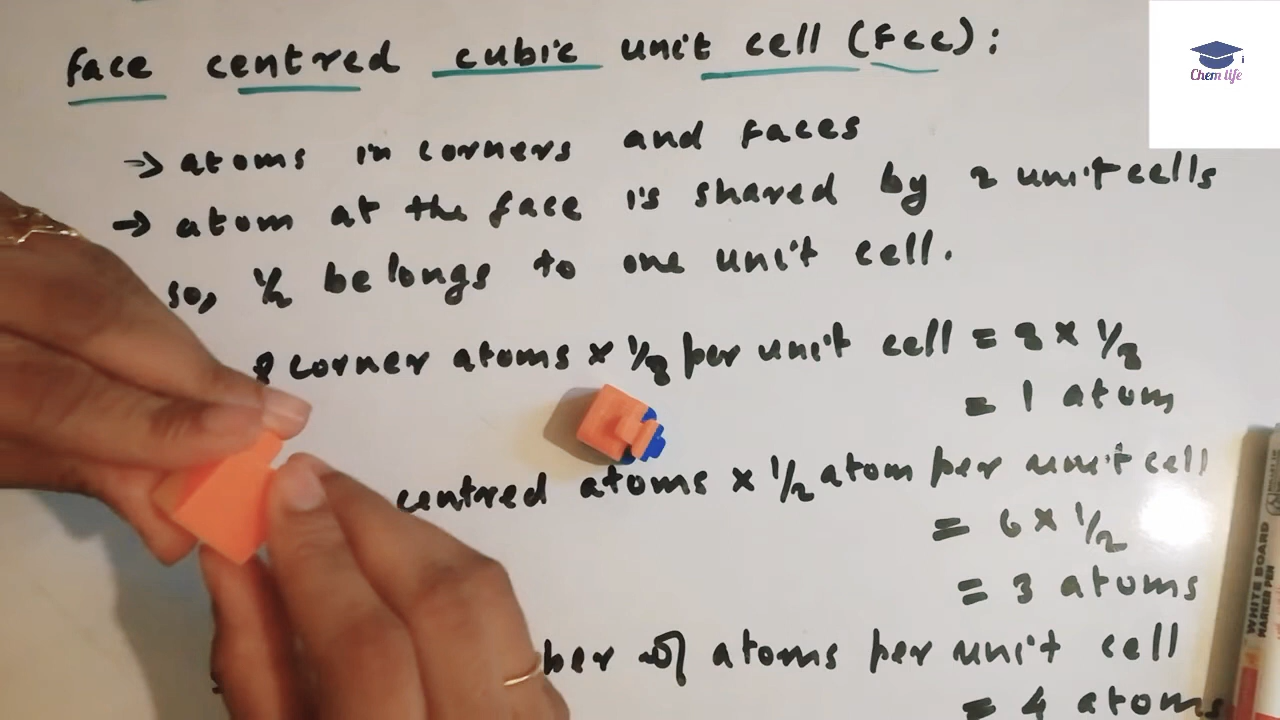 face centred cubic unit cell (Fcc) :
Chem life
→ atoms in corners and faces
→ atom at the face is shared by 2 unit cells
so, ½ belongs to one unit cell.
8 corner atoms × 1/8 per unit cell = 8 × 1/8
= 1 atom
centred atoms × ½ atom per unit cell
= 6 × ½
= 3 atoms
ber of atoms per unit cell
= 4 atoms
WHITE BOARD
MARKER PEN